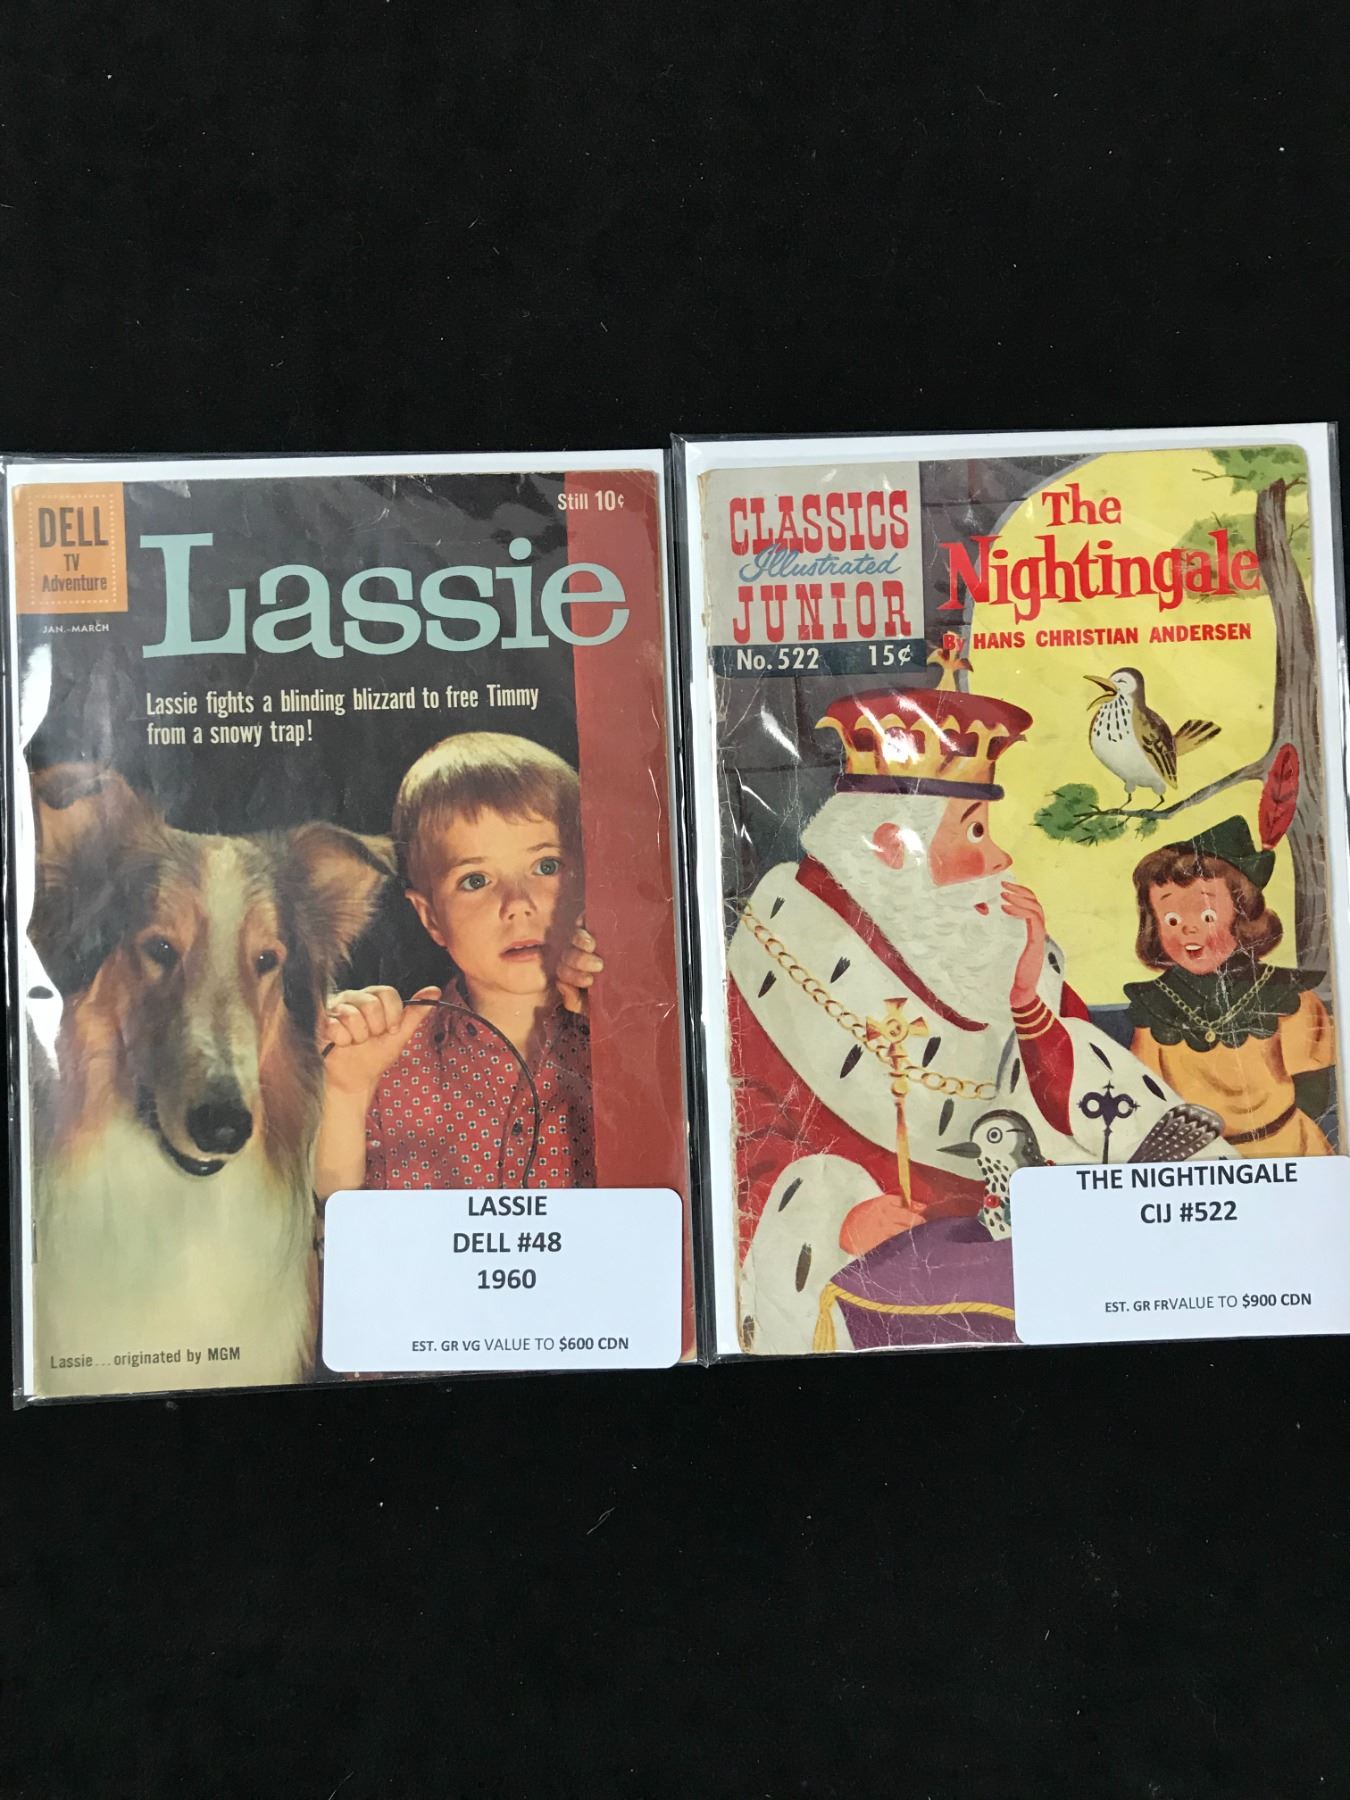 DELL
TV
Adventure
JAN.-MARCH
Still 10¢
Lassie
Lassie fights a blinding blizzard to free Timmy
from a snowy trap!
Lassie...originated by MGM
LASSIE
DELL #48
1960
EST. GR VG VALUE TO $600 CDN
CLASSICS
Illustrated
JUNIOR
No. 522 15¢
The
Nightingale
By HANS CHRISTIAN ANDERSEN
THE NIGHTINGALE
CIJ #522
EST. GR FRVALUE TO $900 CDN